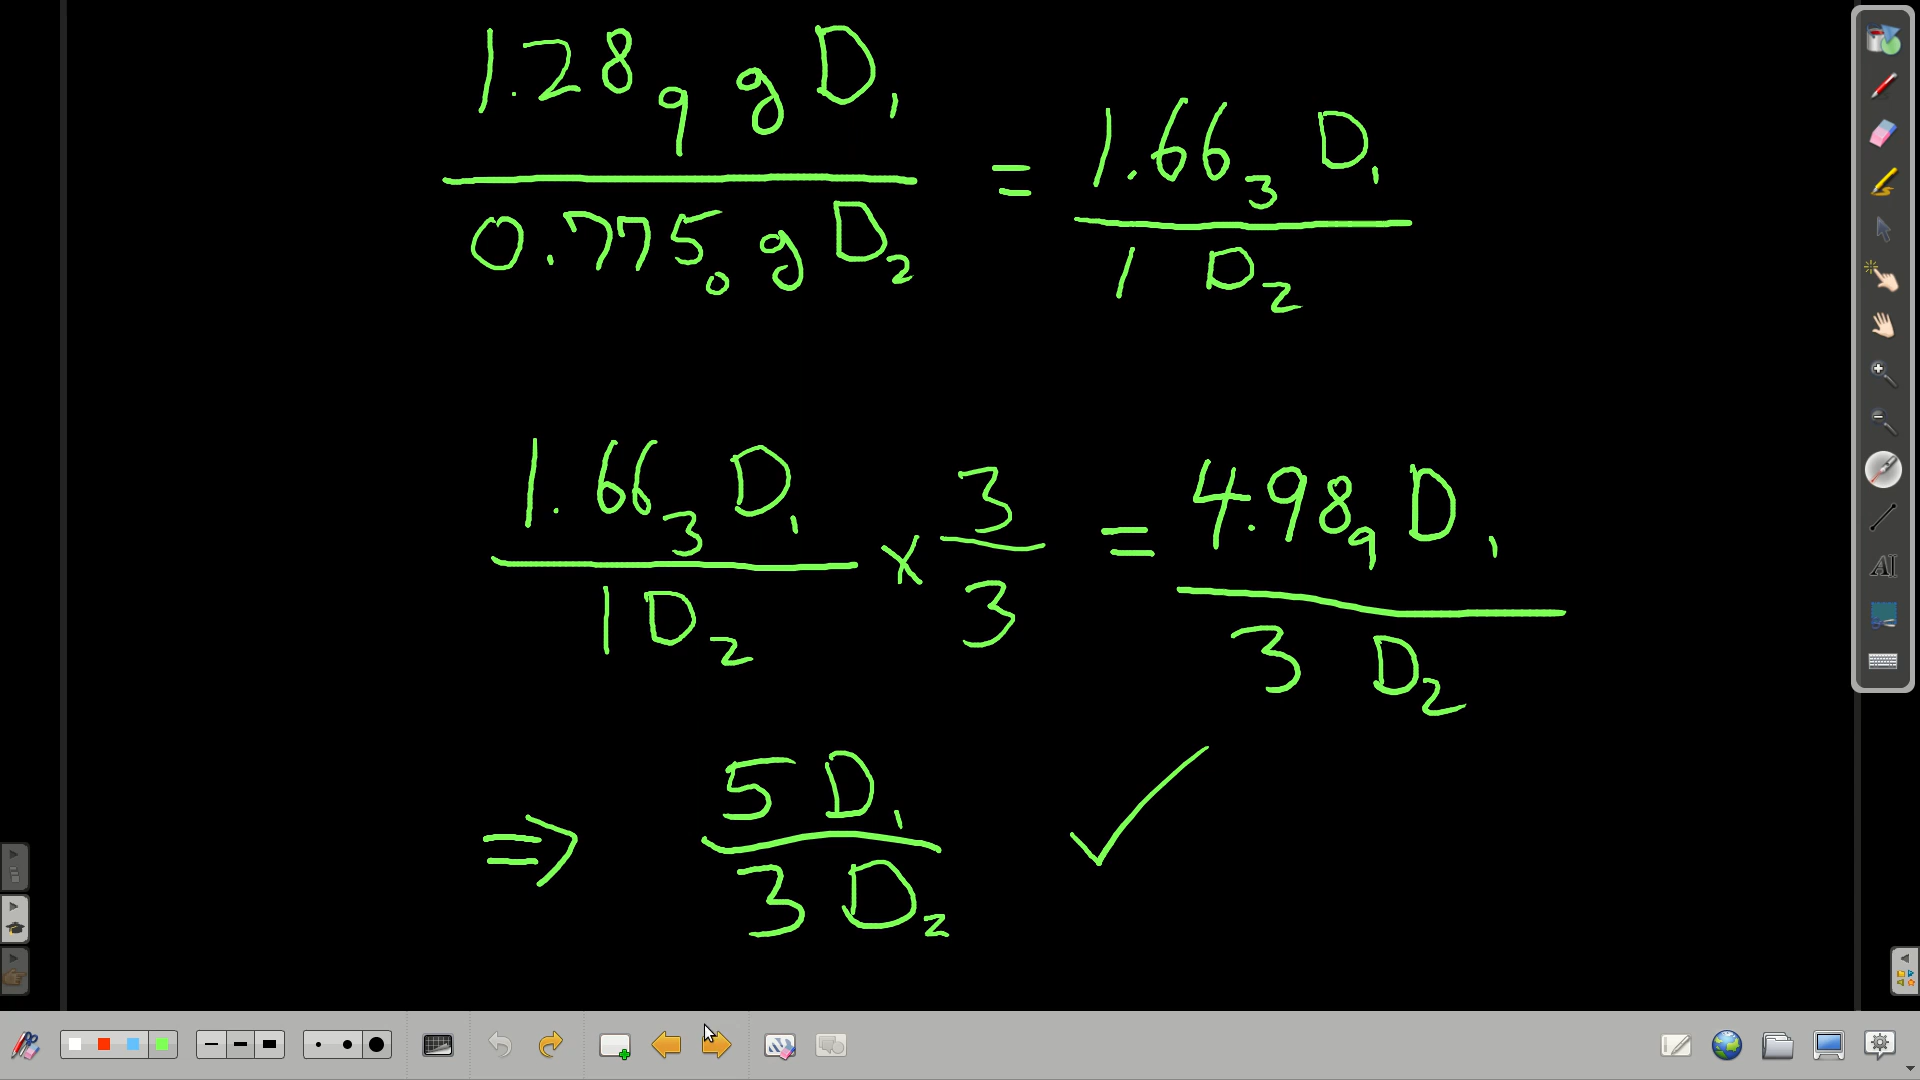 1.28₉ g D₁
0.775₀ g D₂
=
1.66₃ D₁
1 D₂
1.66₃ D₁
1 D₂
×
3
3
=
4.98₉ D₁
3 D₂
⇒
5 D₁
3 D₂
✓
AI